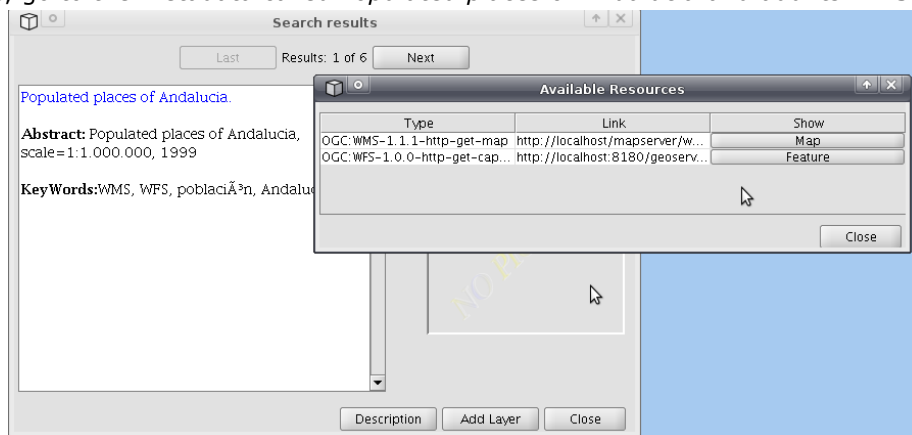 Search results
Last Results: 1 of 6 Next
Populated places of Andalucia.
Abstract: Populated places of Andalucia,
scale=1:1.000.000, 1999
KeyWords:WMS, WFS, poblaciÃ³n, Andaluc
Available Resources
Type Link Show
OGC:WMS-1.1.1-http-get-map http://localhost/mapserver/w... Map
OGC:WFS-1.0.0-http-get-cap... http://localhost:8180/geoserv... Feature
Close
NO
Description Add Layer Close